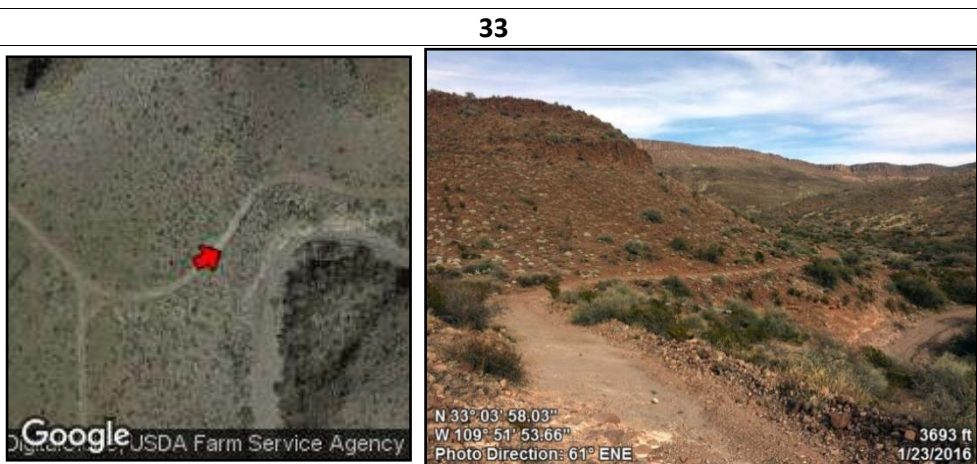 33
Google
USDA Farm Service Agency
N 33° 03' 58.03"
W 109° 51' 53.66"
Photo Direction: 61° ENE
3693 ft
1/23/2016